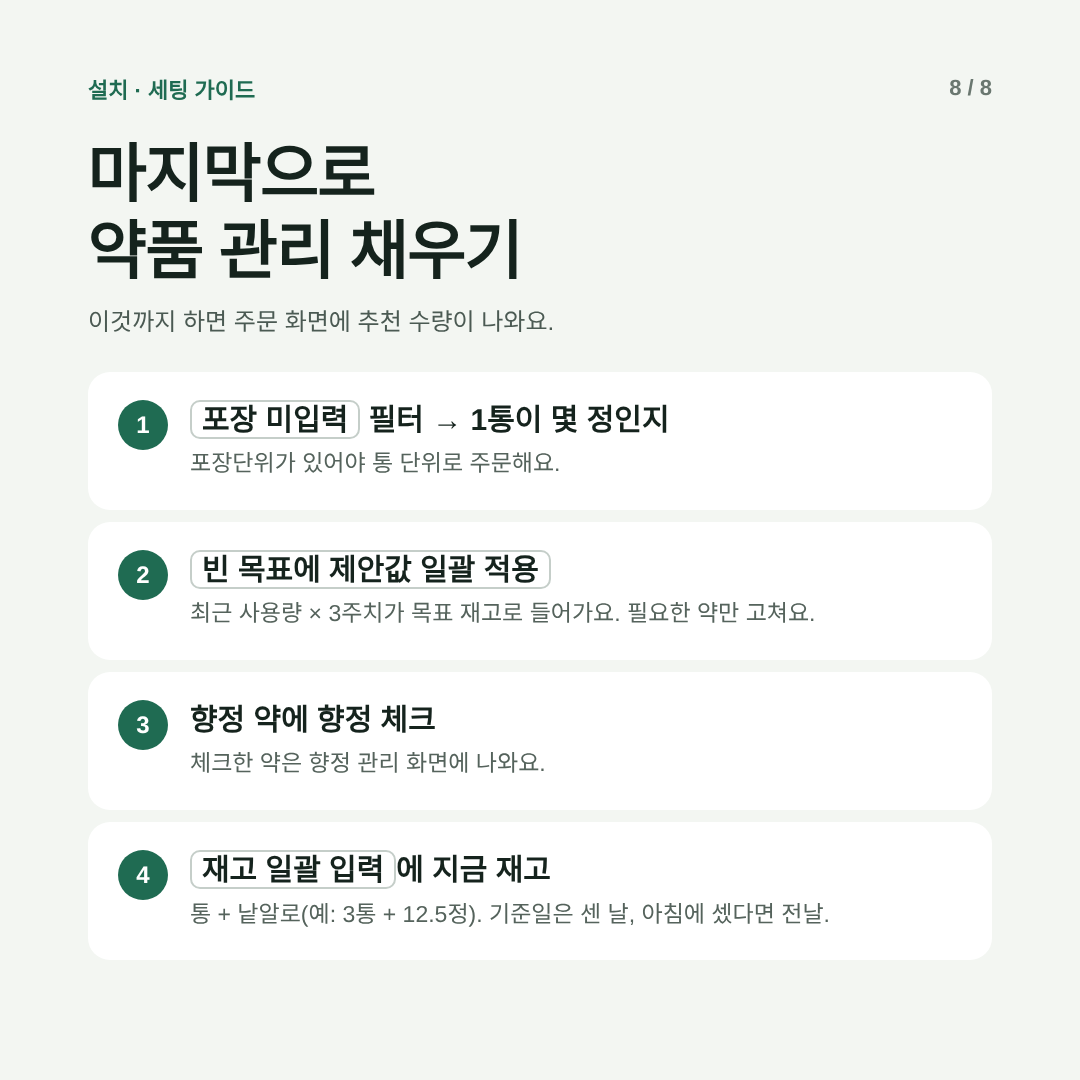 설치 · 세팅 가이드
8 / 8
마지막으로
약품 관리 채우기
이것까지 하면 주문 화면에 추천 수량이 나와요.
1
포장 미입력 필터 → 1통이 몇 정인지
포장단위가 있어야 통 단위로 주문해요.
2
빈 목표에 제안값 일괄 적용
최근 사용량 × 3주치가 목표 재고로 들어가요. 필요한 약만 고쳐요.
3
향정 약에 향정 체크
체크한 약은 향정 관리 화면에 나와요.
4
재고 일괄 입력에 지금 재고
통 + 낱알로(예: 3통 + 12.5정). 기준일은 센 날, 아침에 셌다면 전날.